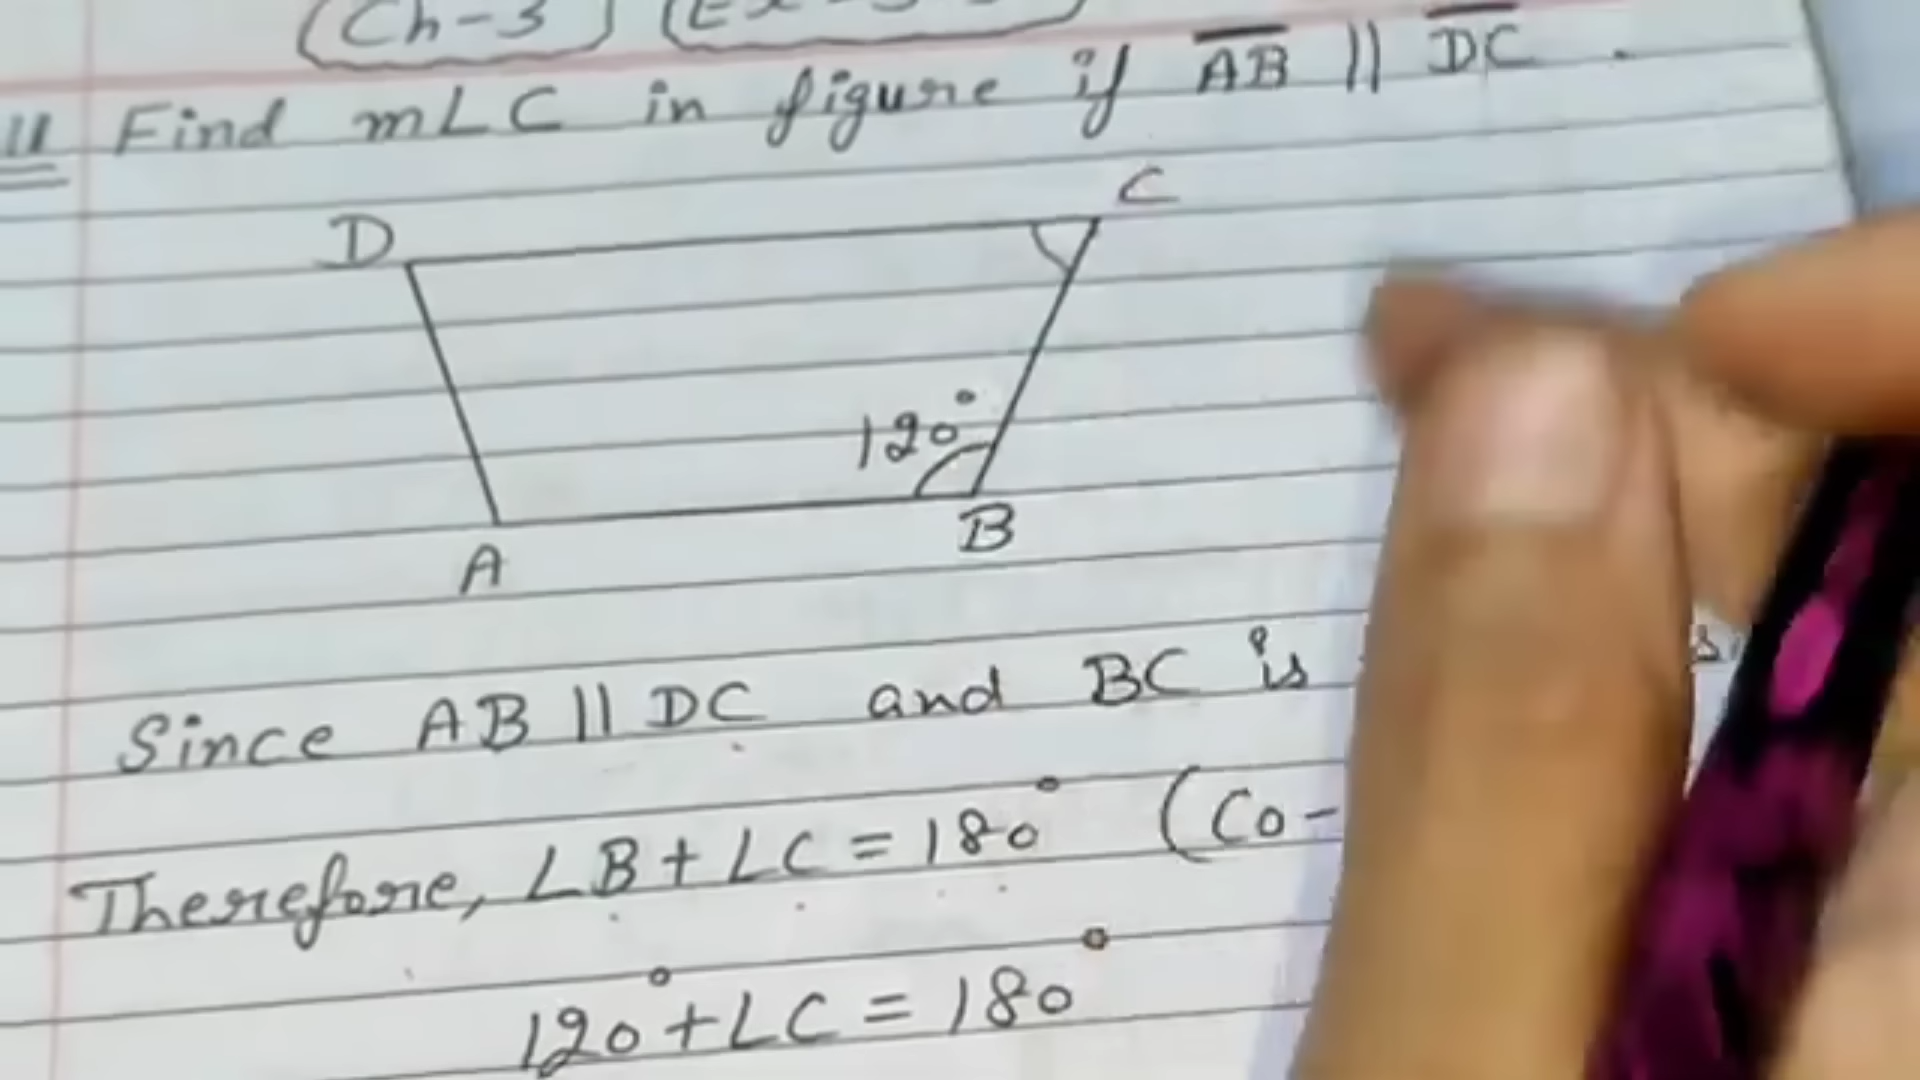 (Ch-3)
11 Find m∠C in figure if AB || DC .
D
C
120°
A
B
Since AB || DC and BC is
Therefore, ∠B + ∠C = 180° (Co-
120° + ∠C = 180°